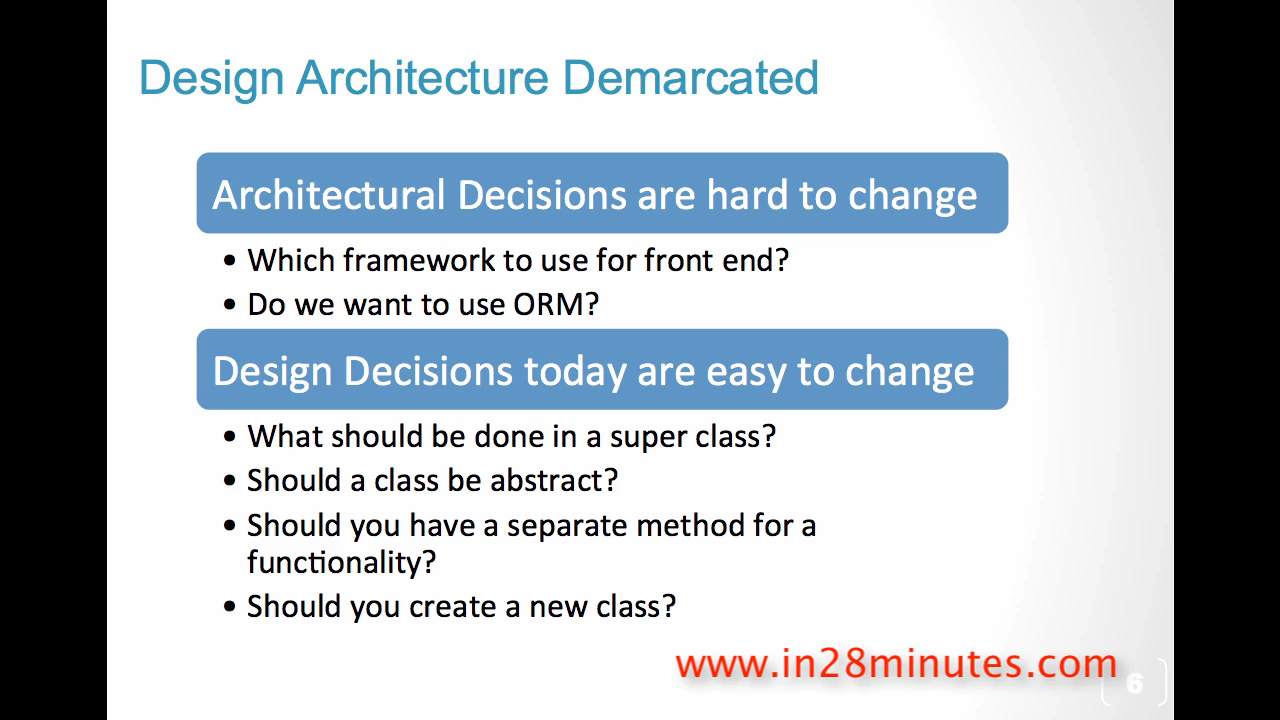 Design Architecture Demarcated
Architectural Decisions are hard to change
• Which framework to use for front end?
• Do we want to use ORM?
Design Decisions today are easy to change
• What should be done in a super class?
• Should a class be abstract?
• Should you have a separate method for a
functionality?
• Should you create a new class?
www.in28minutes.com
6